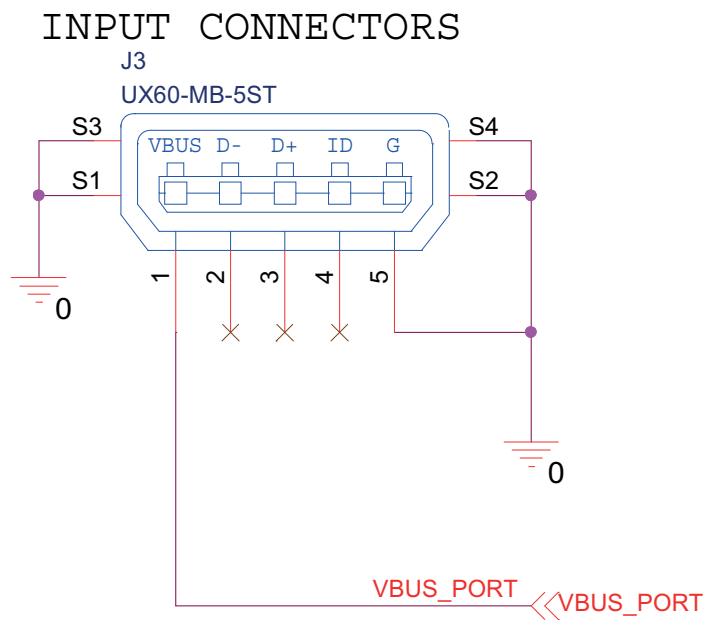 INPUT CONNECTORS
J3
UX60-MB-5ST
S3 S4
VBUS D- D+ ID G
S1 S2
1 2 3 4 5
0
0
VBUS_PORT VBUS_PORT